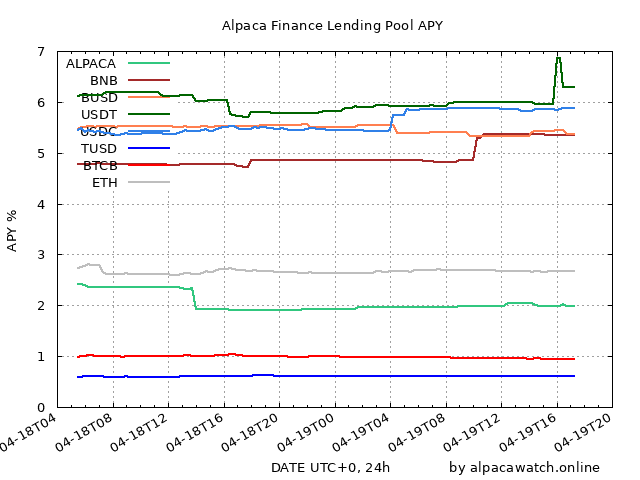 Alpaca Finance Lending Pool APY
7
6
5
4
3
2
1
0
APY %
ALPACA
BNB
BUSD
USDT
USDC
TUSD
BTCB
ETH
04-18T04
04-18T08
04-18T12
04-18T16
04-18T20
04-19T00
04-19T04
04-19T08
04-19T12
04-19T16
04-19T20
DATE UTC+0, 24h
by alpacawatch.online